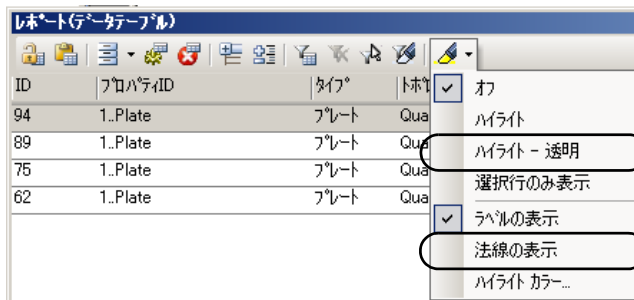 レポート(データテーブル)
ID プロパティID タイプ
94 1..Plate プレート Qua
89 1..Plate プレート Qua
75 1..Plate プレート Qua
62 1..Plate プレート Qua
オフ
ハイライト
ハイライト - 透明
選択行のみ表示
ラベルの表示
法線の表示
ハイライト カラー...